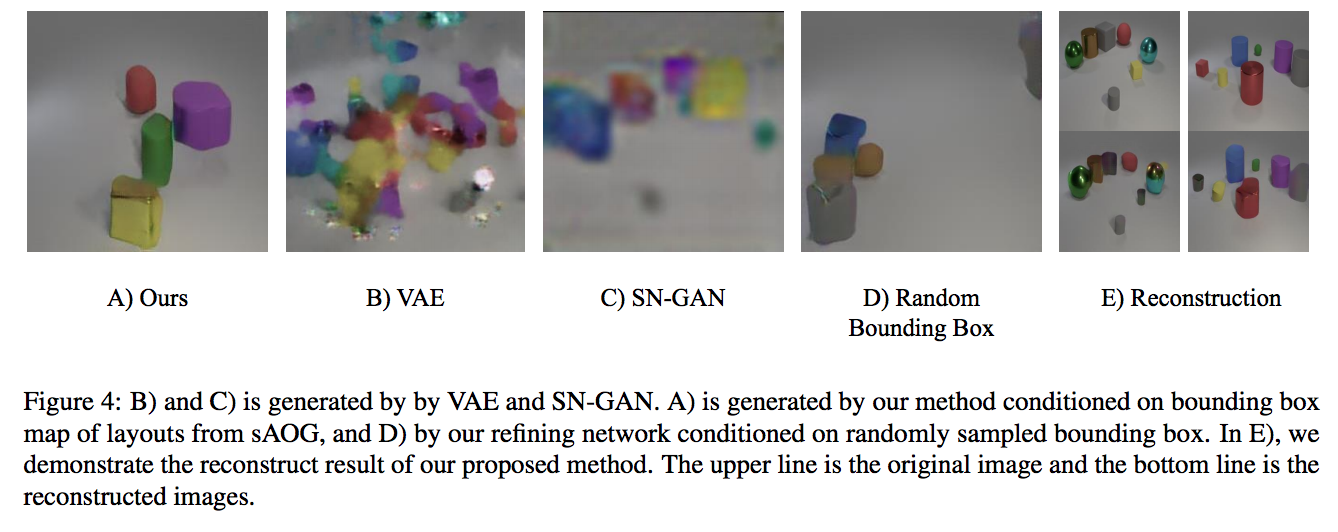 A) Ours
B) VAE
C) SN-GAN
D) Random
Bounding Box
E) Reconstruction
Figure 4: B) and C) is generated by by VAE and SN-GAN. A) is generated by our method conditioned on bounding box
map of layouts from sAOG, and D) by our refining network conditioned on randomly sampled bounding box. In E), we
demonstrate the reconstruct result of our proposed method. The upper line is the original image and the bottom line is the
reconstructed images.